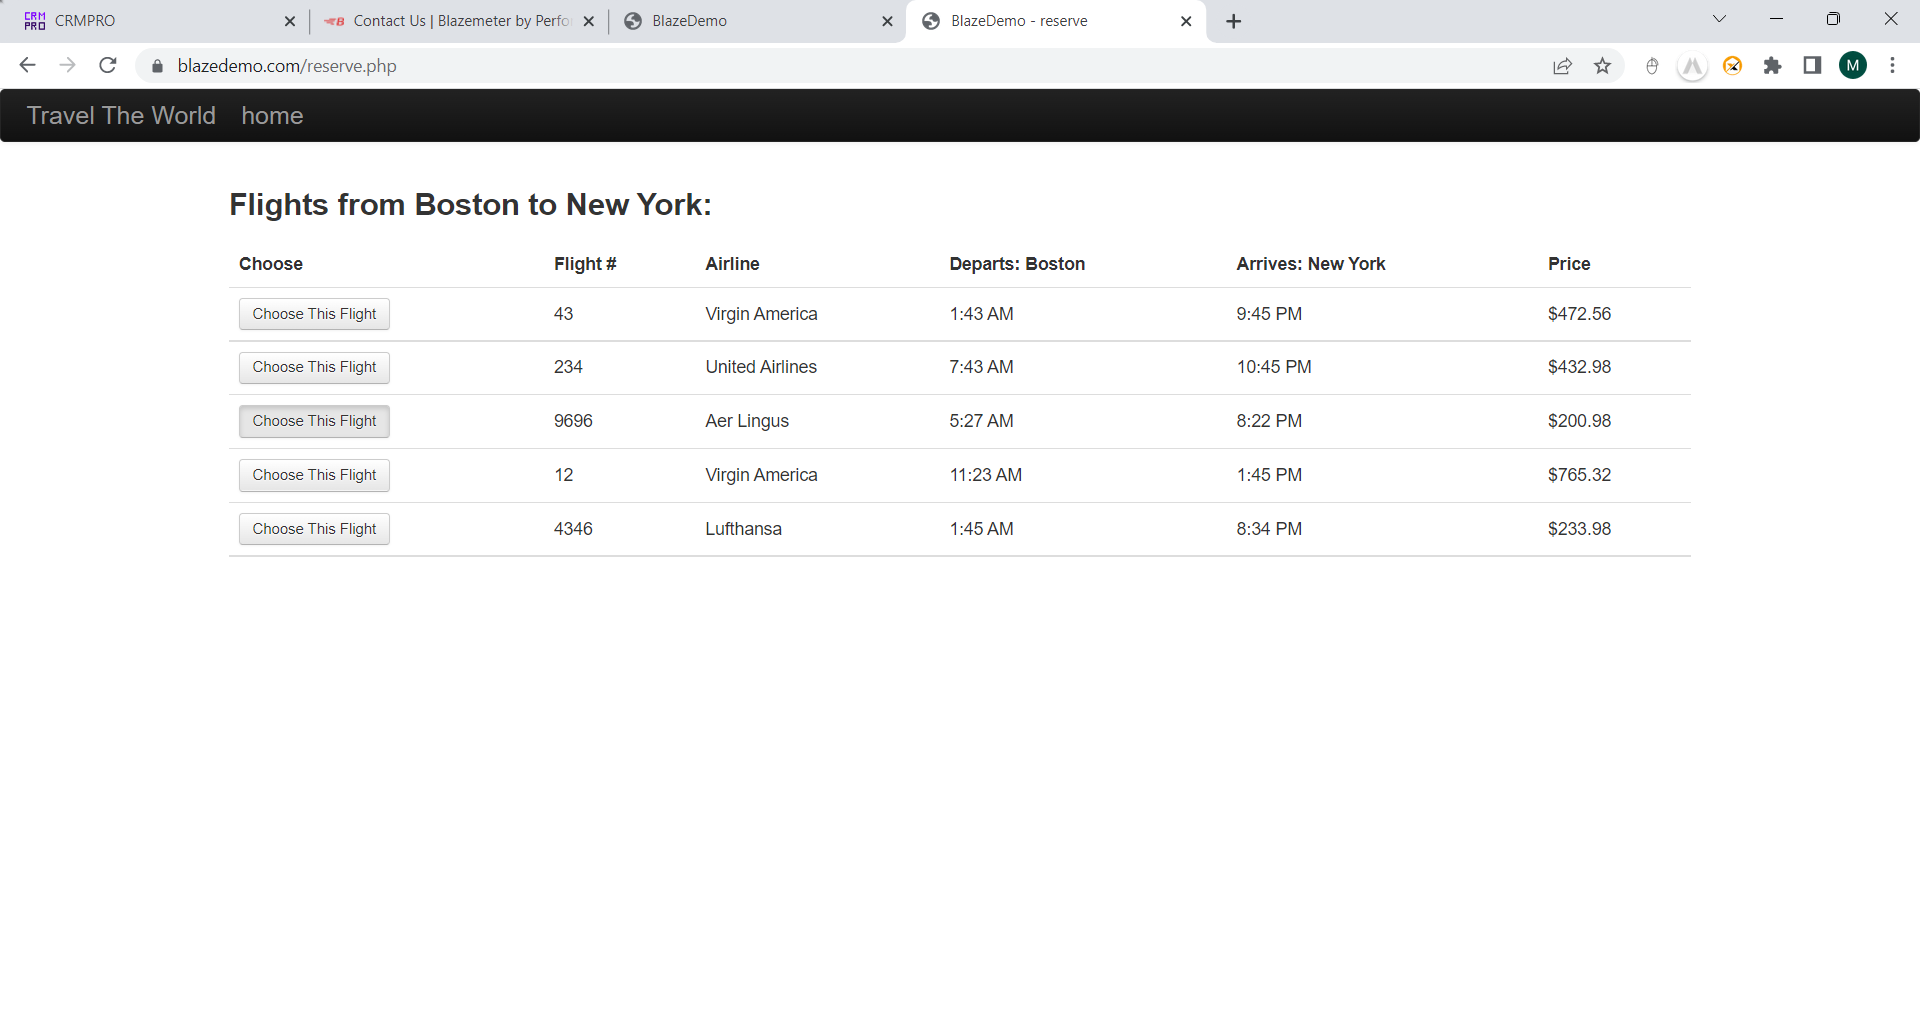 CRM PRO CRMPRO
B Contact Us | Blazemeter by Perfo
BlazeDemo
BlazeDemo - reserve
blazedemo.com/reserve.php
M
Travel The World home
Flights from Boston to New York:
Choose Flight # Airline Departs: Boston Arrives: New York Price
Choose This Flight 43 Virgin America 1:43 AM 9:45 PM $472.56
Choose This Flight 234 United Airlines 7:43 AM 10:45 PM $432.98
Choose This Flight 9696 Aer Lingus 5:27 AM 8:22 PM $200.98
Choose This Flight 12 Virgin America 11:23 AM 1:45 PM $765.32
Choose This Flight 4346 Lufthansa 1:45 AM 8:34 PM $233.98